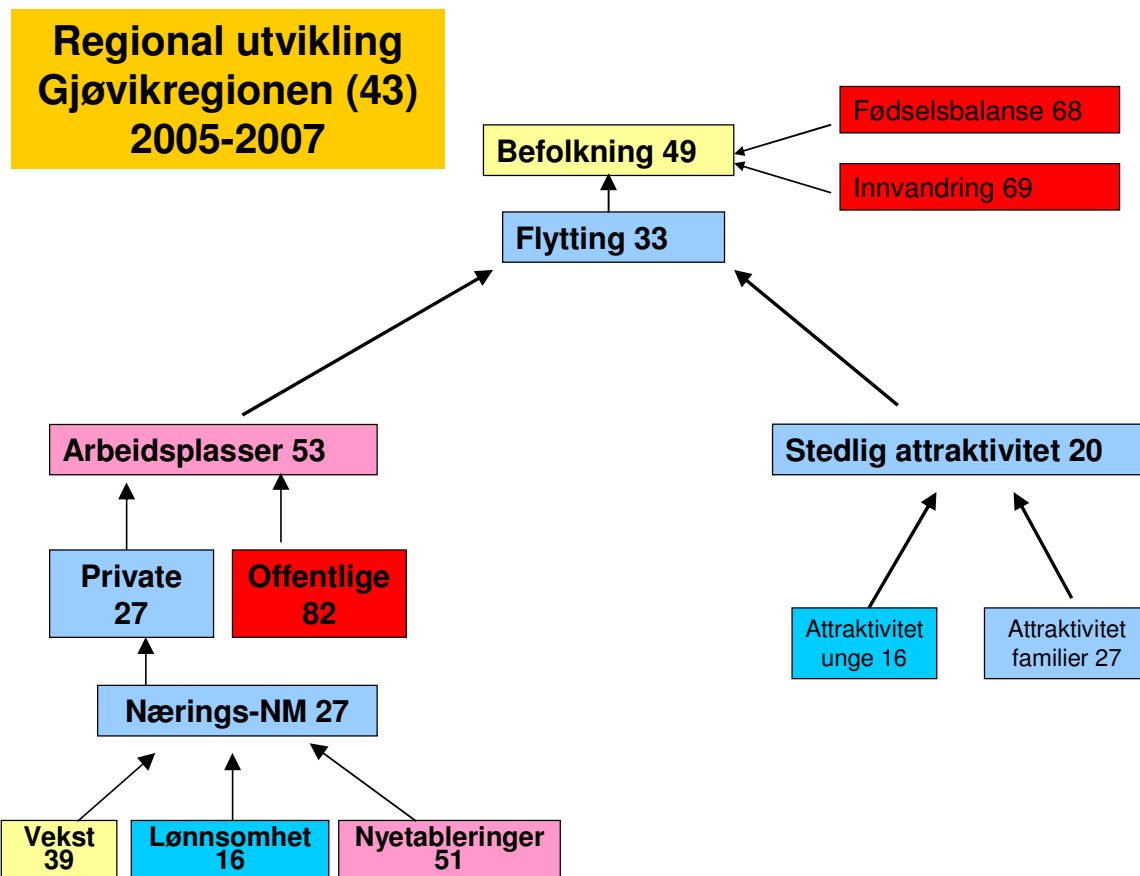 Regional utvikling
Gjøvikregionen (43)
2005-2007
Fødselsbalanse 68
Befolkning 49
Innvandring 69
Flytting 33
Arbeidsplasser 53
Stedlig attraktivitet 20
Private
27
Offentlige
82
Attraktivitet
unge 16
Attraktivitet
familier 27
Nærings-NM 27
Vekst
39
Lønnsomhet
16
Nyetableringer
51